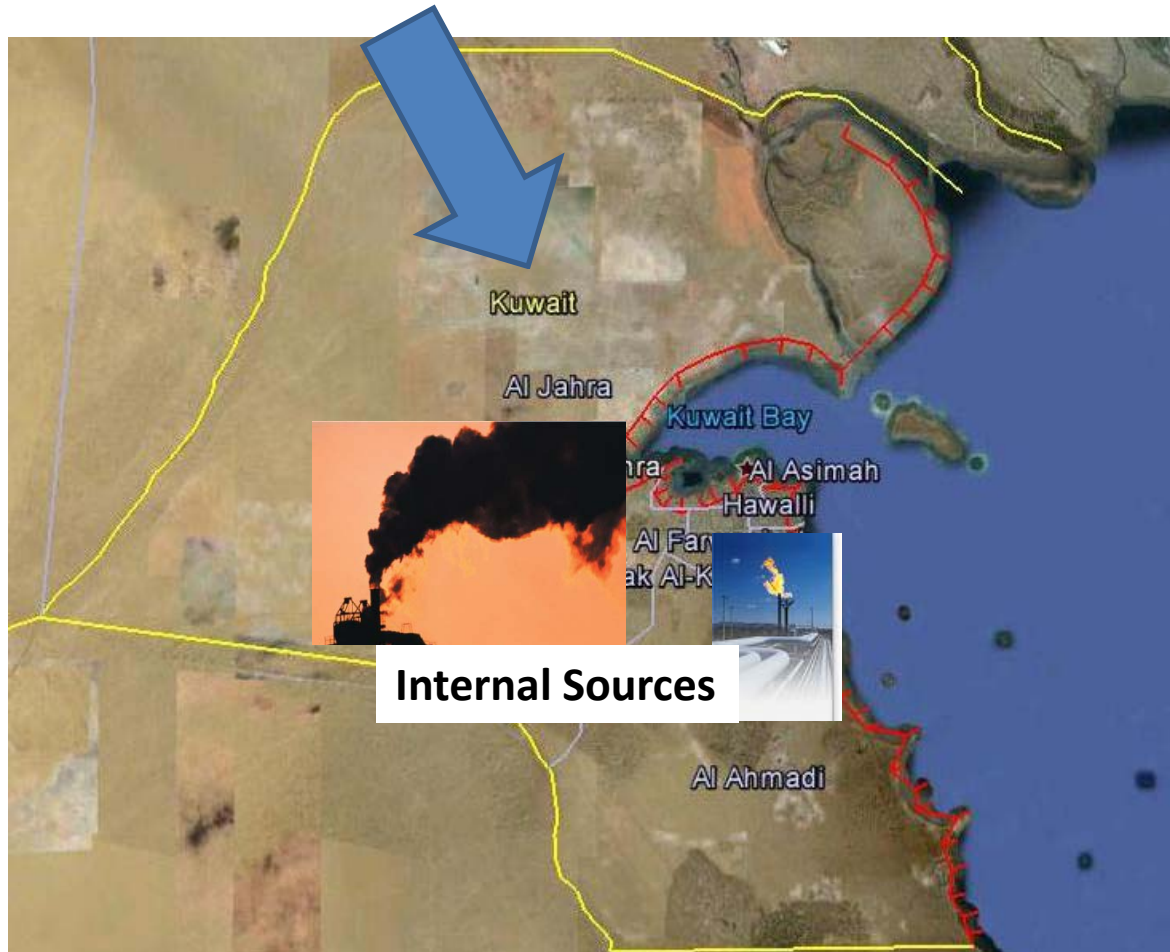 Kuwait
Al Jahra
Kuwait Bay
Al Asimah
Hawalli
Al Ahmadi
Internal Sources